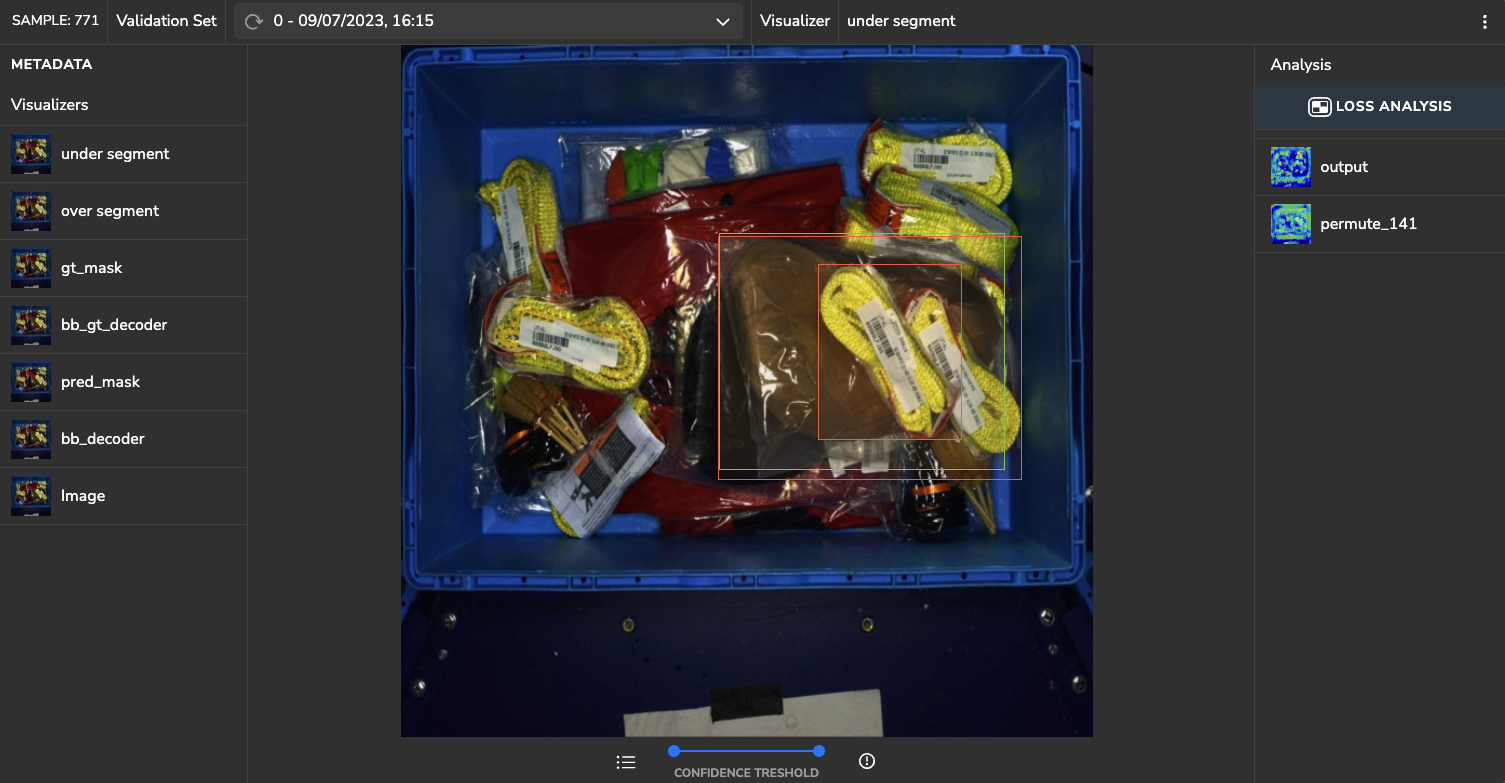 SAMPLE: 771
Validation Set
0 - 09/07/2023, 16:15
Visualizer
under segment
METADATA
Visualizers
under segment
over segment
gt_mask
bb_gt_decoder
pred_mask
bb_decoder
Image
Analysis
LOSS ANALYSIS
output
permute_141
CONFIDENCE TRESHOLD